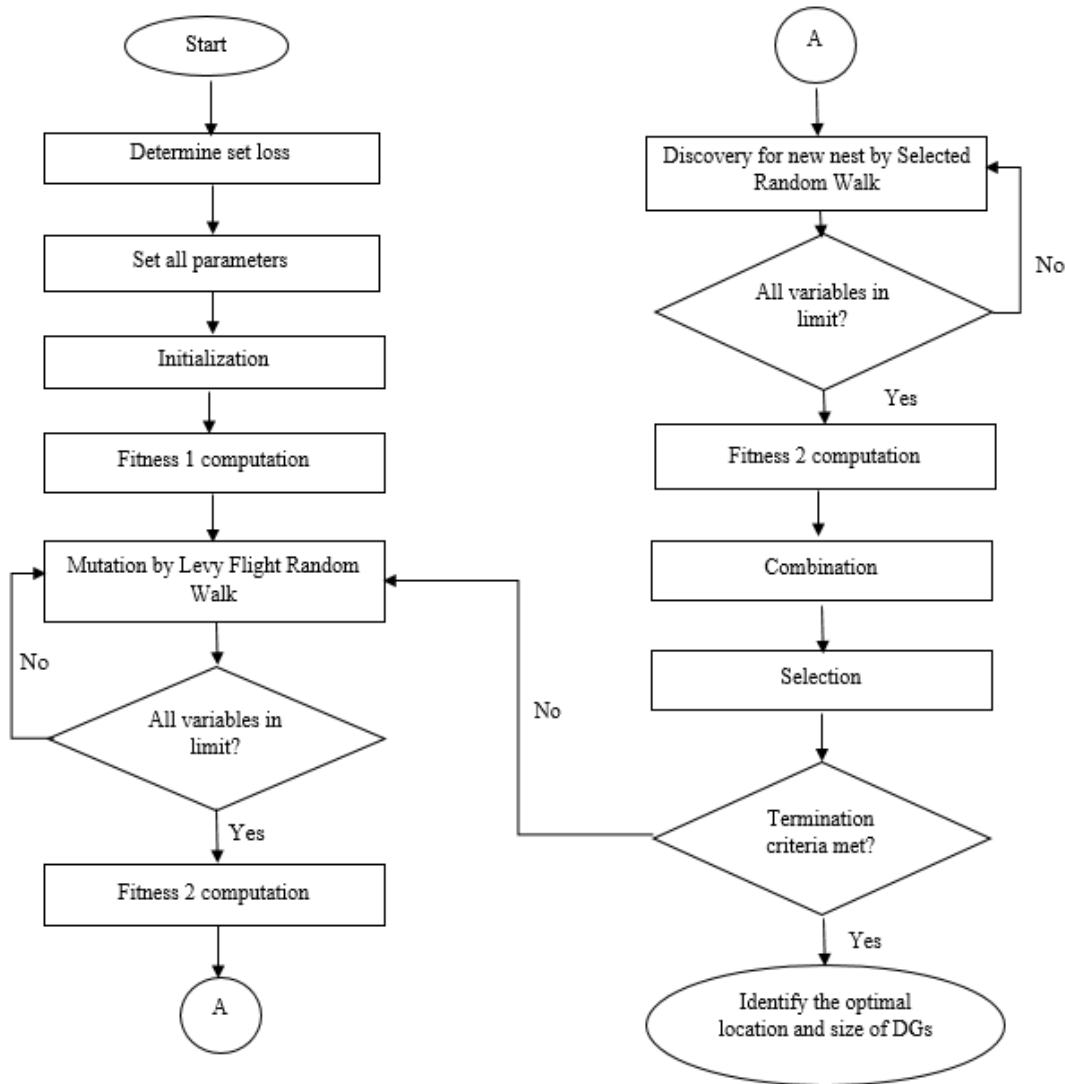 Start
Determine set loss
Set all parameters
Initialization
Fitness 1 computation
Mutation by Levy Flight Random
Walk
No
All variables in
limit?
Yes
Fitness 2 computation
A
A
Discovery for new nest by Selected
Random Walk
No
All variables in
limit?
Yes
Fitness 2 computation
Combination
Selection
No
Termination
criteria met?
Yes
Identify the optimal
location and size of DGs